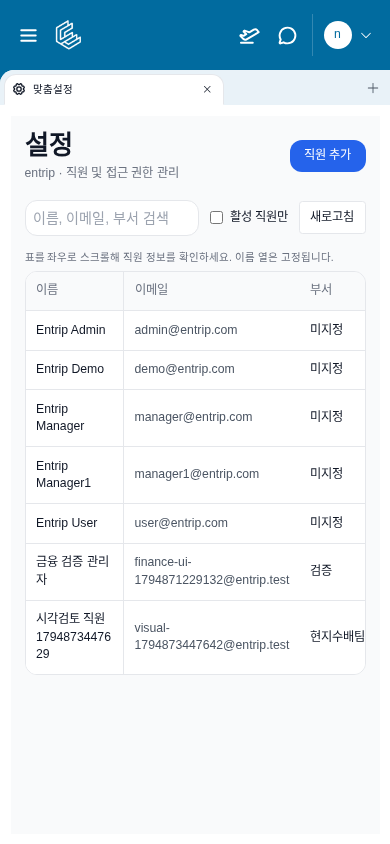 n
맞춤설정
설정
entrip · 직원 및 접근 권한 관리
직원 추가
이름, 이메일, 부서 검색
활성 직원만
새로고침
표를 좌우로 스크롤해 직원 정보를 확인하세요. 이름 열은 고정됩니다.
이름 이메일 부서
Entrip Admin admin@entrip.com 미지정
Entrip Demo demo@entrip.com 미지정
Entrip
Manager
manager@entrip.com 미지정
Entrip
Manager1
manager1@entrip.com 미지정
Entrip User user@entrip.com 미지정
금융 검증 관리
자
finance-ui-
1794871229132@entrip.test
검증
시각검토 직원
17948734476
29
visual-
1794873447642@entrip.test
현지수배팀